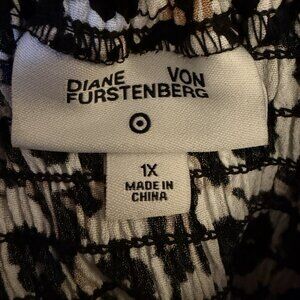 DIANE VON
FURSTENBERG
1X
MADE IN
CHINA